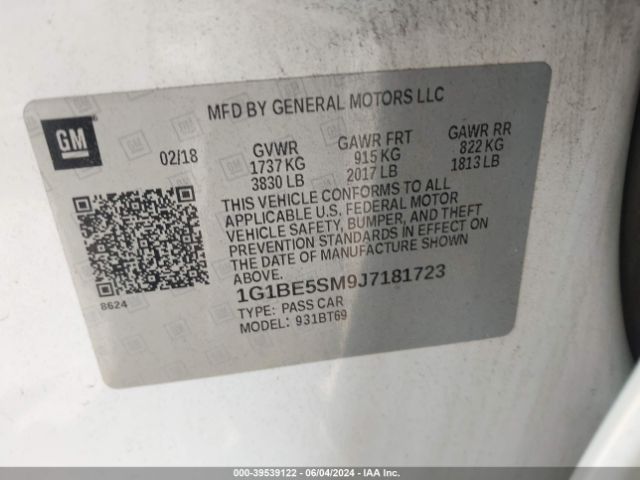 MFD BY GENERAL MOTORS LLC
GM
02/18 GVWR GAWR FRT GAWR RR
1737 KG 915 KG 822 KG
3830 LB 2017 LB 1813 LB
THIS VEHICLE CONFORMS TO ALL
APPLICABLE U.S. FEDERAL MOTOR
VEHICLE SAFETY, BUMPER, AND THEFT
PREVENTION STANDARDS IN EFFECT ON
THE DATE OF MANUFACTURE SHOWN
ABOVE.
8624
1G1BE5SM9J7181723
TYPE: PASS CAR
MODEL: 931BT69
000-39539122 - 06/04/2024 - IAA Inc.